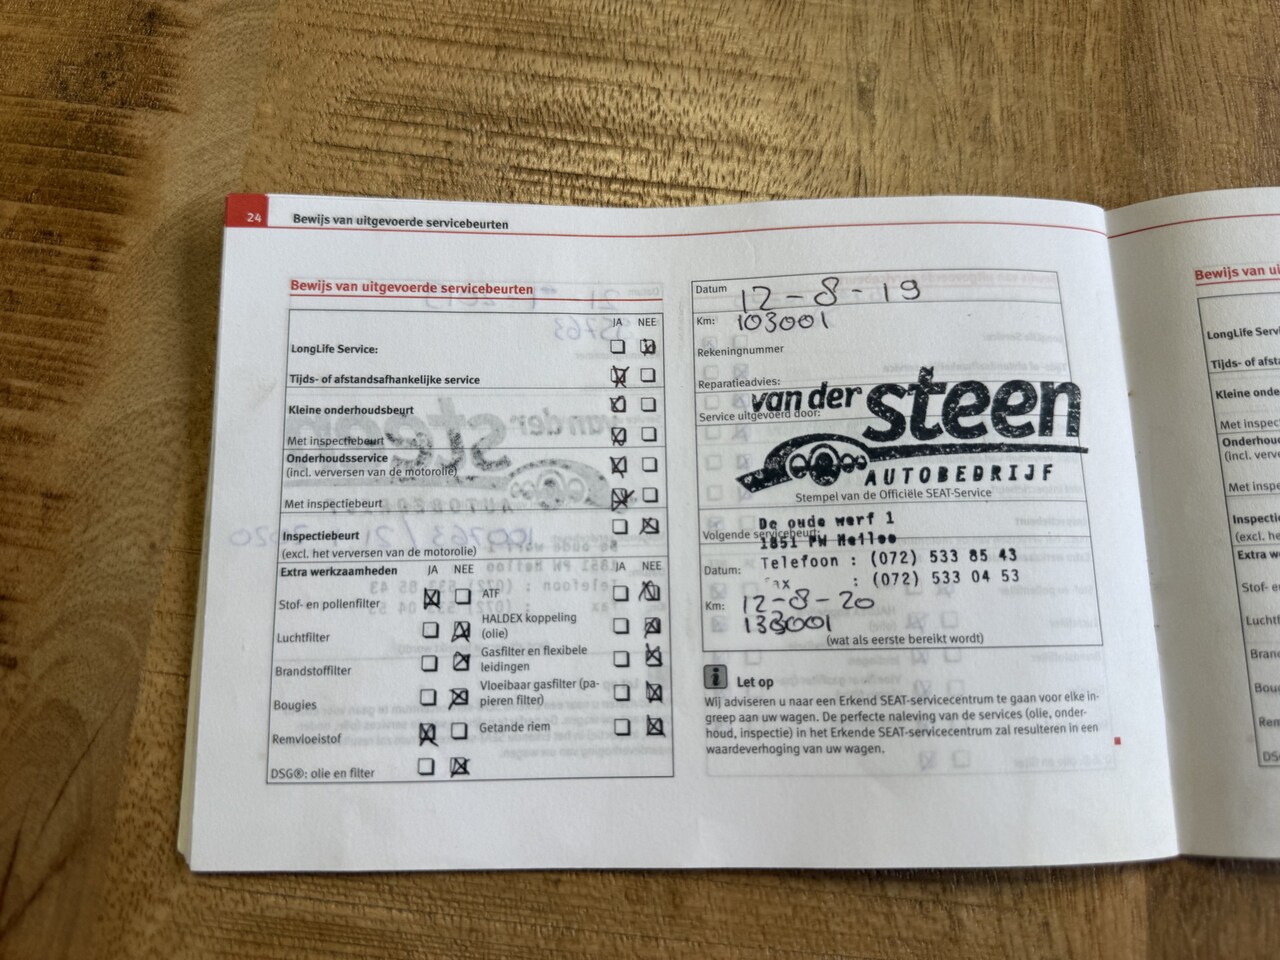 24 Bewijs van uitgevoerde servicebeurten
Bewijs van uitgevoerde servicebeurten
JA NEE
LongLife Service:
Tijds- of afstandsafhankelijke service
Kleine onderhoudsbeurt
Met inspectiebeurt
Onderhoudsservice
(incl. verversen van de motorolie)
Met inspectiebeurt
Inspectiebeurt
(excl. het verversen van de motorolie)
Extra werkzaamheden JA NEE JA NEE
Stof- en pollenfilter
Luchtfilter
Brandstoffilter
Bougies
Remvloeistof
DSG®: olie en filter
ATF
HALDEX koppeling
(olie)
Gasfilter en flexibele
leidingen
Vloeibaar gasfilter (pa-
pieren filter)
Getande riem
Datum 12-8-19
Km: 103001
Rekeningnummer
Reparatieadvies:
van der steen
Service uitgevoerd door:
AUTOBEDRIJF
Stempel van de Officiële SEAT-Service
De oude werf 1
Volgende servicebeurt:
1851 PW Heiloo
Telefoon : (072) 533 85 43
Datum:
Fax : (072) 533 04 53
12-8-20
Km: 133001
(wat als eerste bereikt wordt)
i Let op
Wij adviseren u naar een Erkend SEAT-servicecentrum te gaan voor elke in-
greep aan uw wagen. De perfecte naleving van de services (olie, onder-
houd, inspectie) in het Erkende SEAT-servicecentrum zal resulteren in een
waardeverhoging van uw wagen.
Bewijs van ui
LongLife Servi
Tijds- of afsta
Kleine onde
Met inspec
Onderhou
(incl. verve
Met inspe
Inspecti
(excl. he
Extra w
Stof- e
Lucht
Bran
Bou
Ren
DS